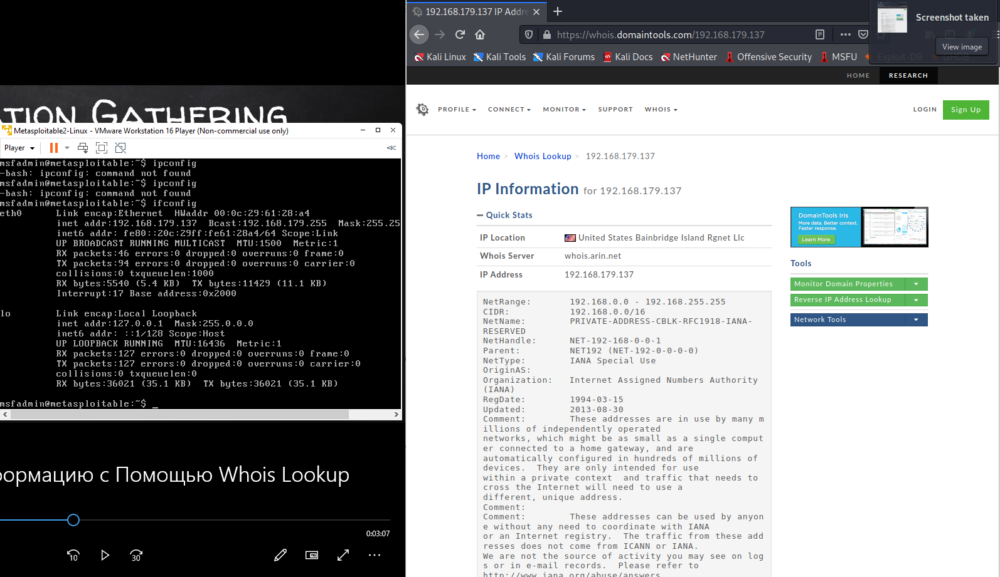 ATION GATHERING
Metasploitable2-Linux - VMware Workstation 16 Player (Non-commercial use only)
Player
msfadmin@metasploitable:~$ ipconfig
-bash: ipconfig: command not found
msfadmin@metasploitable:~$ ipconfig
-bash: ipconfig: command not found
msfadmin@metasploitable:~$ ifconfig
eth0 Link encap:Ethernet HWaddr 00:0c:29:61:28:a4
inet addr:192.168.179.137 Bcast:192.168.179.255 Mask:255.25
inet6 addr: fe80::20c:29ff:fe61:28a4/64 Scope:Link
UP BROADCAST RUNNING MULTICAST MTU:1500 Metric:1
RX packets:46 errors:0 dropped:0 overruns:0 frame:0
TX packets:94 errors:0 dropped:0 overruns:0 carrier:0
collisions:0 txqueuelen:1000
RX bytes:5540 (5.4 KB) TX bytes:11429 (11.1 KB)
Interrupt:17 Base address:0x2000
lo Link encap:Local Loopback
inet addr:127.0.0.1 Mask:255.0.0.0
inet6 addr: ::1/128 Scope:Host
UP LOOPBACK RUNNING MTU:16436 Metric:1
RX packets:127 errors:0 dropped:0 overruns:0 frame:0
TX packets:127 errors:0 dropped:0 overruns:0 carrier:0
collisions:0 txqueuelen:0
RX bytes:36021 (35.1 KB) TX bytes:36021 (35.1 KB)
msfadmin@metasploitable:~$ _
формацию с Помощью Whois Lookup
0:03:07
10
30
192.168.179.137 IP Addre
https://whois.domaintools.com/192.168.179.137
Screenshot taken
View image
Kali Linux Kali Tools Kali Forums Kali Docs NetHunter Offensive Security MSFU Exploit-DB GHDB
HOME RESEARCH
PROFILE CONNECT MONITOR SUPPORT WHOIS LOGIN Sign Up
Home > Whois Lookup > 192.168.179.137
IP Information for 192.168.179.137
Quick Stats
IP Location United States Bainbridge Island Rgnet Llc
Whois Server whois.arin.net
IP Address 192.168.179.137
NetRange: 192.168.0.0 - 192.168.255.255
CIDR: 192.168.0.0/16
NetName: PRIVATE-ADDRESS-CBLK-RFC1918-IANA-
RESERVED
NetHandle: NET-192-168-0-0-1
Parent: NET192 (NET-192-0-0-0-0)
NetType: IANA Special Use
OriginAS:
Organization: Internet Assigned Numbers Authority
(IANA)
RegDate: 1994-03-15
Updated: 2013-08-30
Comment: These addresses are in use by many m
illions of independently operated
networks, which might be as small as a single comput
er connected to a home gateway, and are
automatically configured in hundreds of millions of
devices. They are only intended for use
within a private context and traffic that needs to
cross the Internet will need to use a
different, unique address.
Comment:
Comment: These addresses can be used by anyon
e without any need to coordinate with IANA
or an Internet registry. The traffic from these add
resses does not come from ICANN or IANA.
We are not the source of activity you may see on log
s or in e-mail records. Please refer to
http://www.iana.org/abuse/answers
DomainTools Iris
More data. Better context.
Faster response.
Learn More
Tools
Monitor Domain Properties
Reverse IP Address Lookup
Network Tools